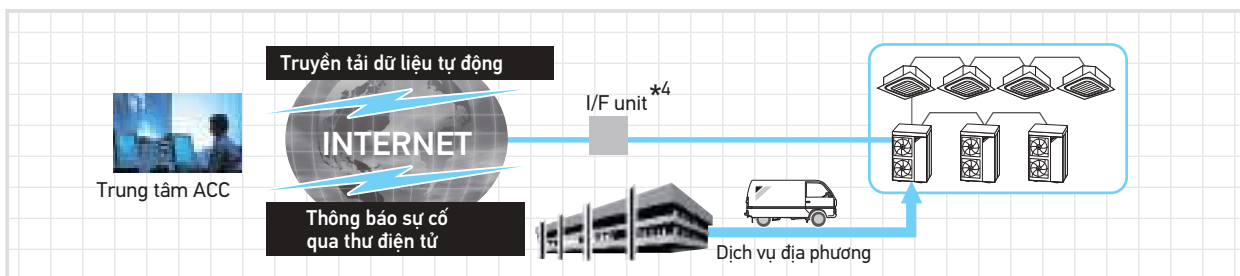 Truyền tải dữ liệu tự động
I/F unit*4
INTERNET
Trung tâm ACC
Thông báo sự cố
qua thư điện tử
Dịch vụ địa phương